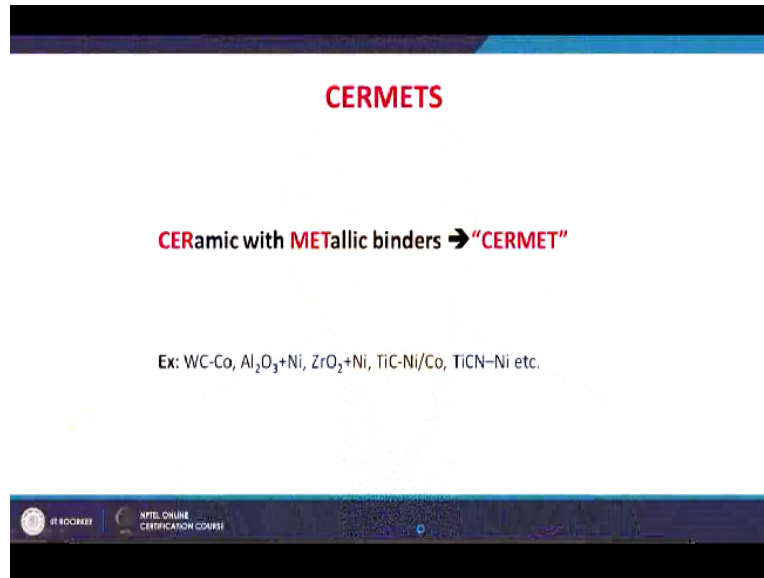 CERMETS
CERamic with METallic binders ➔“CERMET”
Ex: WC-Co, Al₂O₃+Ni, ZrO₂+Ni, TiC-Ni/Co, TiCN–Ni etc.
IIT ROORKEE
NPTEL ONLINE
CERTIFICATION COURSE